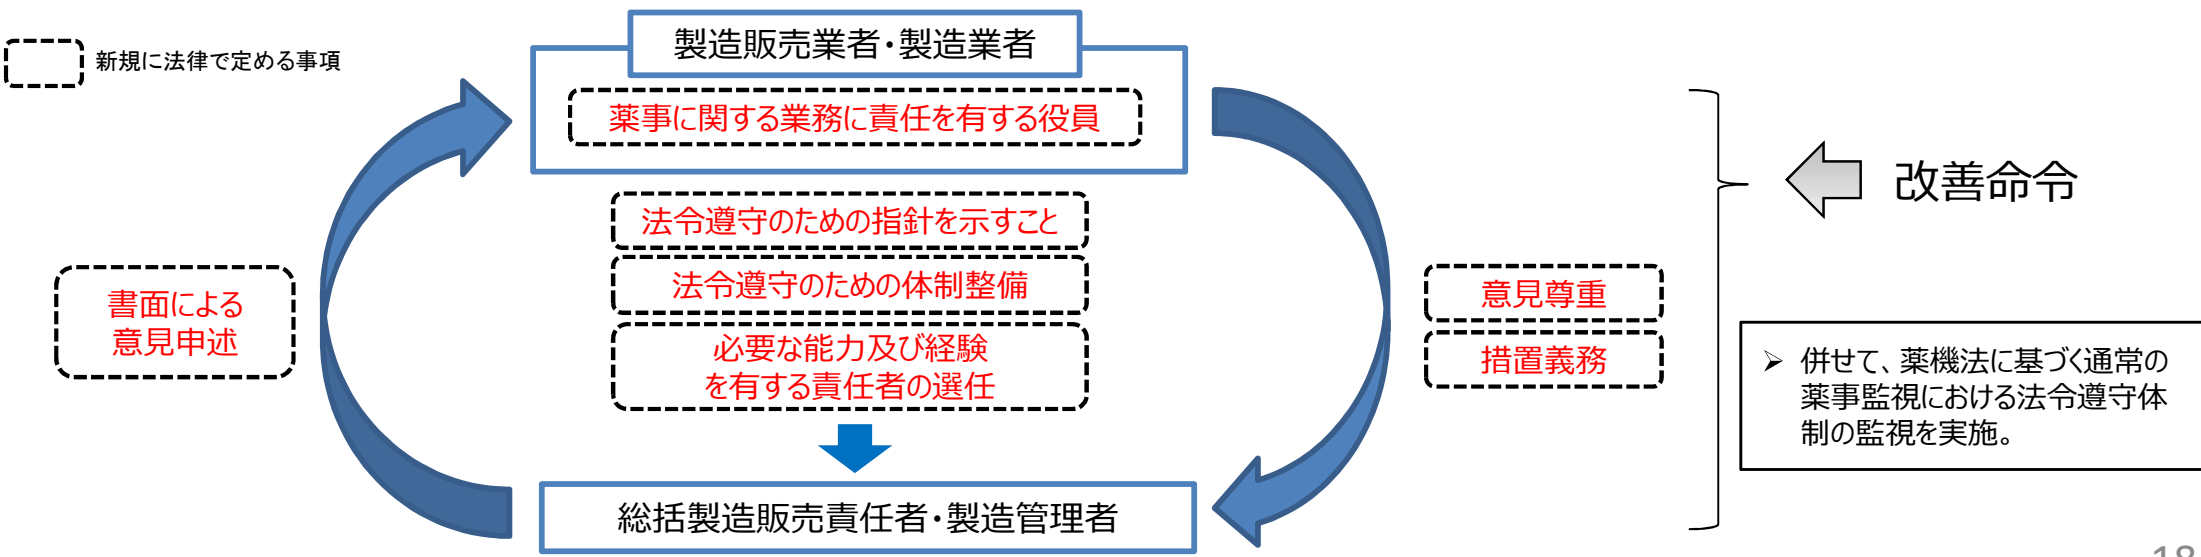 新規に法律で定める事項
製造販売業者・製造業者
薬事に関する業務に責任を有する役員
法令遵守のための指針を示すこと
法令遵守のための体制整備
必要な能力及び経験
を有する責任者の選任
総括製造販売責任者・製造管理者
書面による
意見申述
意見尊重
措置義務
改善命令
➢ 併せて、薬機法に基づく通常の
薬事監視における法令遵守体
制の監視を実施。
18